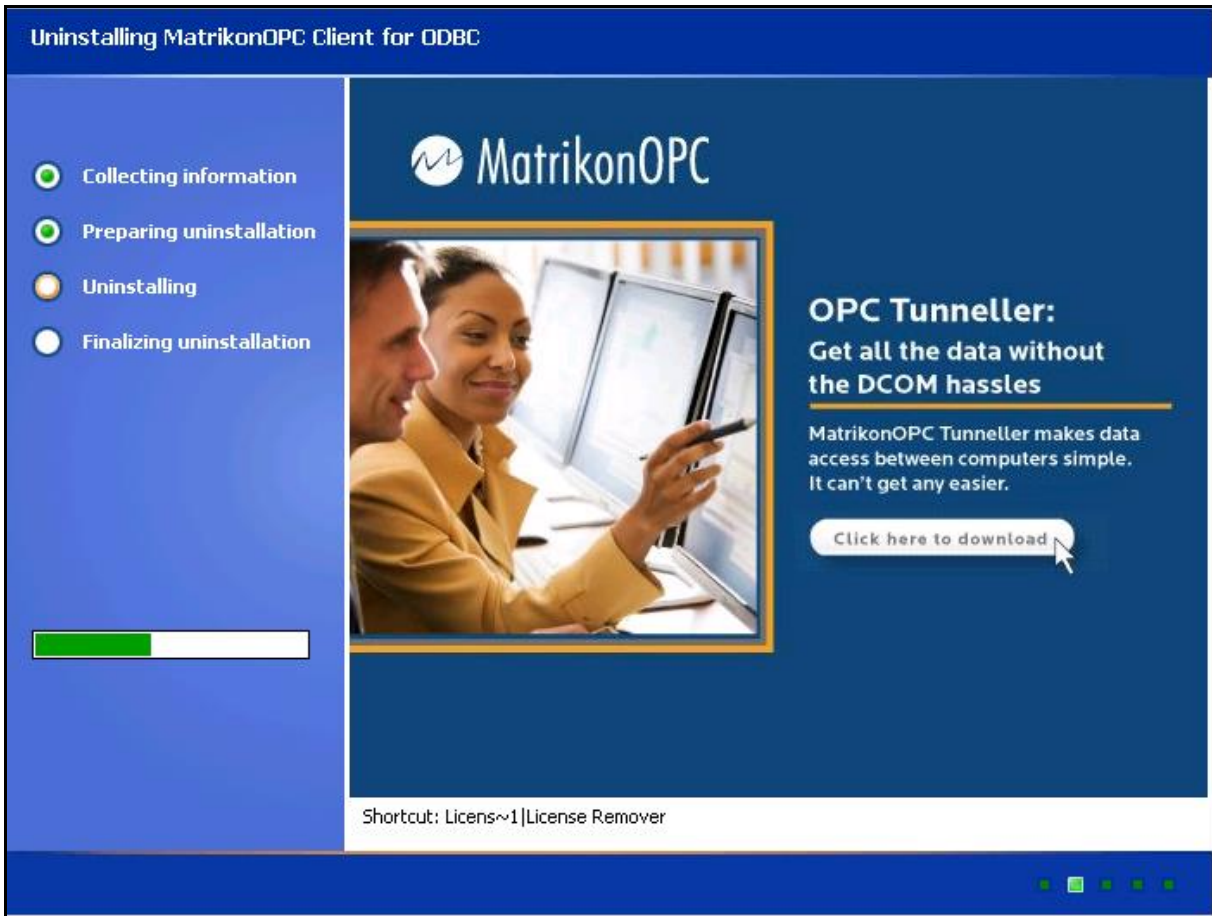 Uninstalling MatrikonOPC Client for ODBC
Collecting information
Preparing uninstallation
Uninstalling
Finalizing uninstallation
MatrikonOPC
OPC Tunneller:
Get all the data without
the DCOM hassles
MatrikonOPC Tunneller makes data
access between computers simple.
It can't get any easier.
Click here to download
Shortcut: Licens~1|License Remover